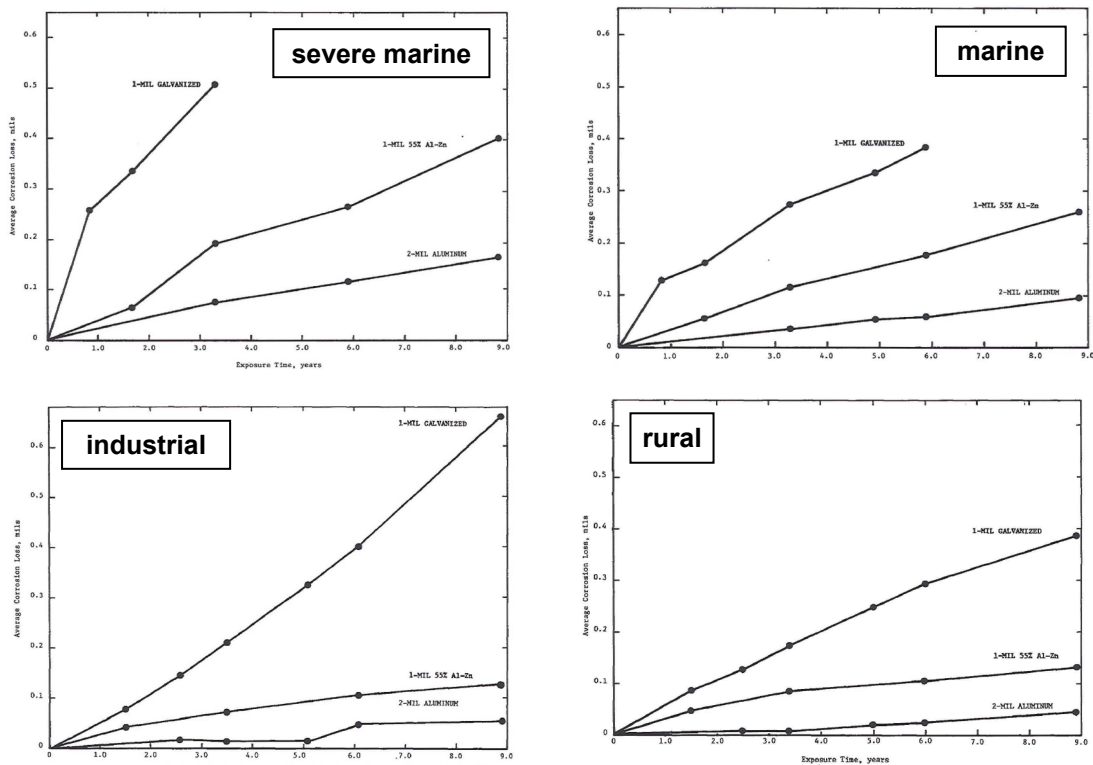 severe marine
0.6
0.5
0.4
0.3
0.2
0.1
0
Average Corrosion Loss, mils
1-MIL GALVANIZED
1-MIL 55% Al-Zn
2-MIL ALUMINUM
0 1.0 2.0 3.0 4.0 5.0 6.0 7.0 8.0 9.0
Exposure Time, years
marine
0.6
0.5
0.4
0.3
0.2
0.1
0
Average Corrosion Loss, mils
1-MIL GALVANIZED
1-MIL 55% Al-Zn
2-MIL ALUMINUM
0 1.0 2.0 3.0 4.0 5.0 6.0 7.0 8.0 9.0
Exposure Time, years
industrial
0.6
0.5
0.4
0.3
0.2
0.1
0
Average Corrosion Loss, mils
1-MIL GALVANIZED
1-MIL 55% Al-Zn
2-MIL ALUMINUM
0 1.0 2.0 3.0 4.0 5.0 6.0 7.0 8.0 9.0
Exposure Time, years
rural
0.6
0.5
0.4
0.3
0.2
0.1
0
Average Corrosion Loss, mils
1-MIL GALVANIZED
1-MIL 55% Al-Zn
2-MIL ALUMINUM
0 1.0 2.0 3.0 4.0 5.0 6.0 7.0 8.0 9.0
Exposure Time, years